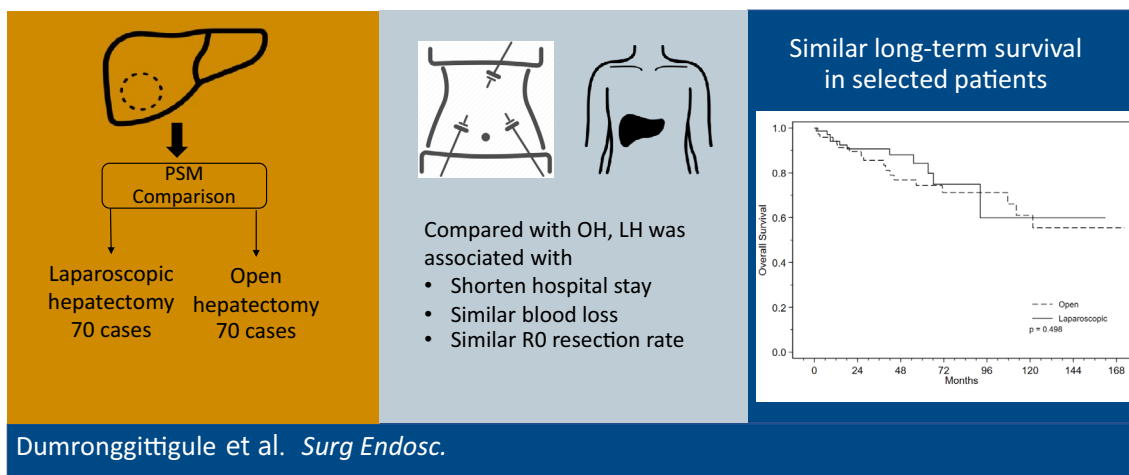 PSM
Comparison
Laparoscopic
hepatectomy
70 cases
Open
hepatectomy
70 cases
Compared with OH, LH was
associated with
• Shorten hospital stay
• Similar blood loss
• Similar R0 resection rate
Similar long-term survival
in selected patients
1.0
0.8
0.6
0.4
0.2
0.0
Overall Survival
Open
Laparoscopic
p = 0.498
0 24 48 72 96 120 144 168
Months
Dumronggittigule et al. Surg Endosc.